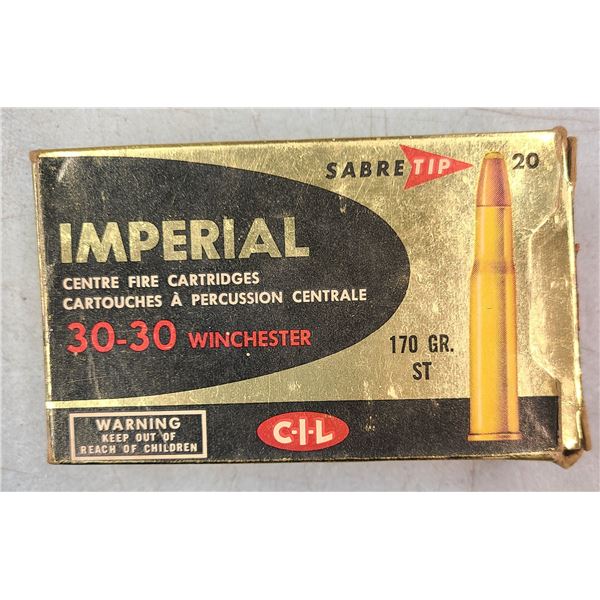 SABRE TIP 20
IMPERIAL
CENTRE FIRE CARTRIDGES
CARTOUCHES À PERCUSSION CENTRALE
30-30 WINCHESTER
170 GR.
ST
WARNING
KEEP OUT OF
REACH OF CHILDREN
C-I-L